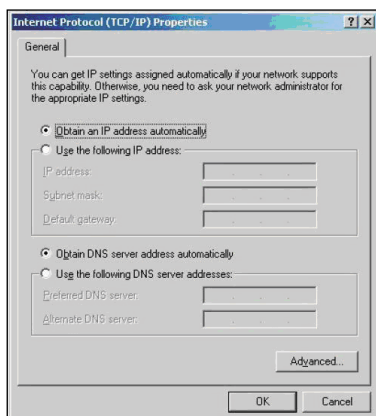 Internet Protocol (TCP/IP) Properties
General
You can get IP settings assigned automatically if your network supports
this capability. Otherwise, you need to ask your network administrator for
the appropriate IP settings.
Obtain an IP address automatically
Use the following IP address:
IP address:
Subnet mask:
Default gateway:
Obtain DNS server address automatically
Use the following DNS server addresses:
Preferred DNS server:
Alternate DNS server:
Advanced...
OK Cancel